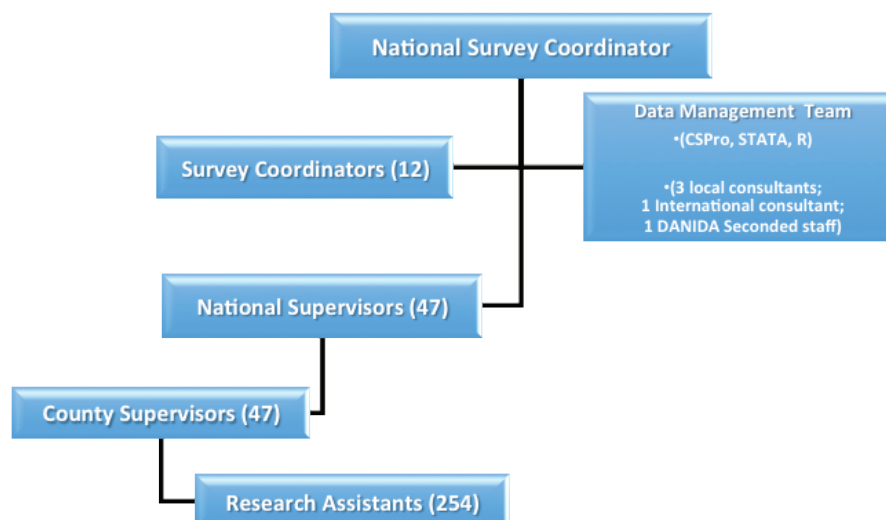 National Survey Coordinator
Data Management Team
•(CSPro, STATA, R)
Survey Coordinators (12)
•(3 local consultants;
1 International consultant;
1 DANIDA Seconded staff)
National Supervisors (47)
County Supervisors (47)
Research Assistants (254)